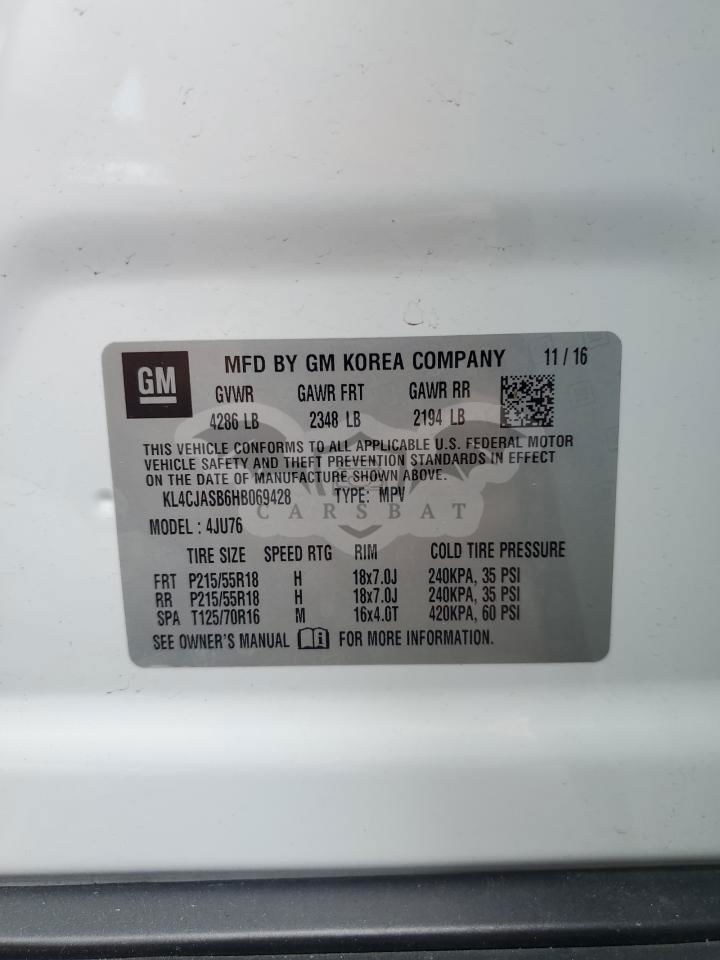 GM MFD BY GM KOREA COMPANY 11/16
GVWR GAWR FRT GAWR RR
4286 LB 2348 LB 2194 LB
THIS VEHICLE CONFORMS TO ALL APPLICABLE U.S. FEDERAL MOTOR
VEHICLE SAFETY AND THEFT PREVENTION STANDARDS IN EFFECT
ON THE DATE OF MANUFACTURE SHOWN ABOVE.
KL4CJASB6HB069428 TYPE: MPV
CARSBAT
MODEL : 4JU76
TIRE SIZE SPEED RTG RIM COLD TIRE PRESSURE
FRT P215/55R18 H 18x7.0J 240KPA, 35 PSI
RR P215/55R18 H 18x7.0J 240KPA, 35 PSI
SPA T125/70R16 M 16x4.0T 420KPA, 60 PSI
SEE OWNER'S MANUAL FOR MORE INFORMATION.